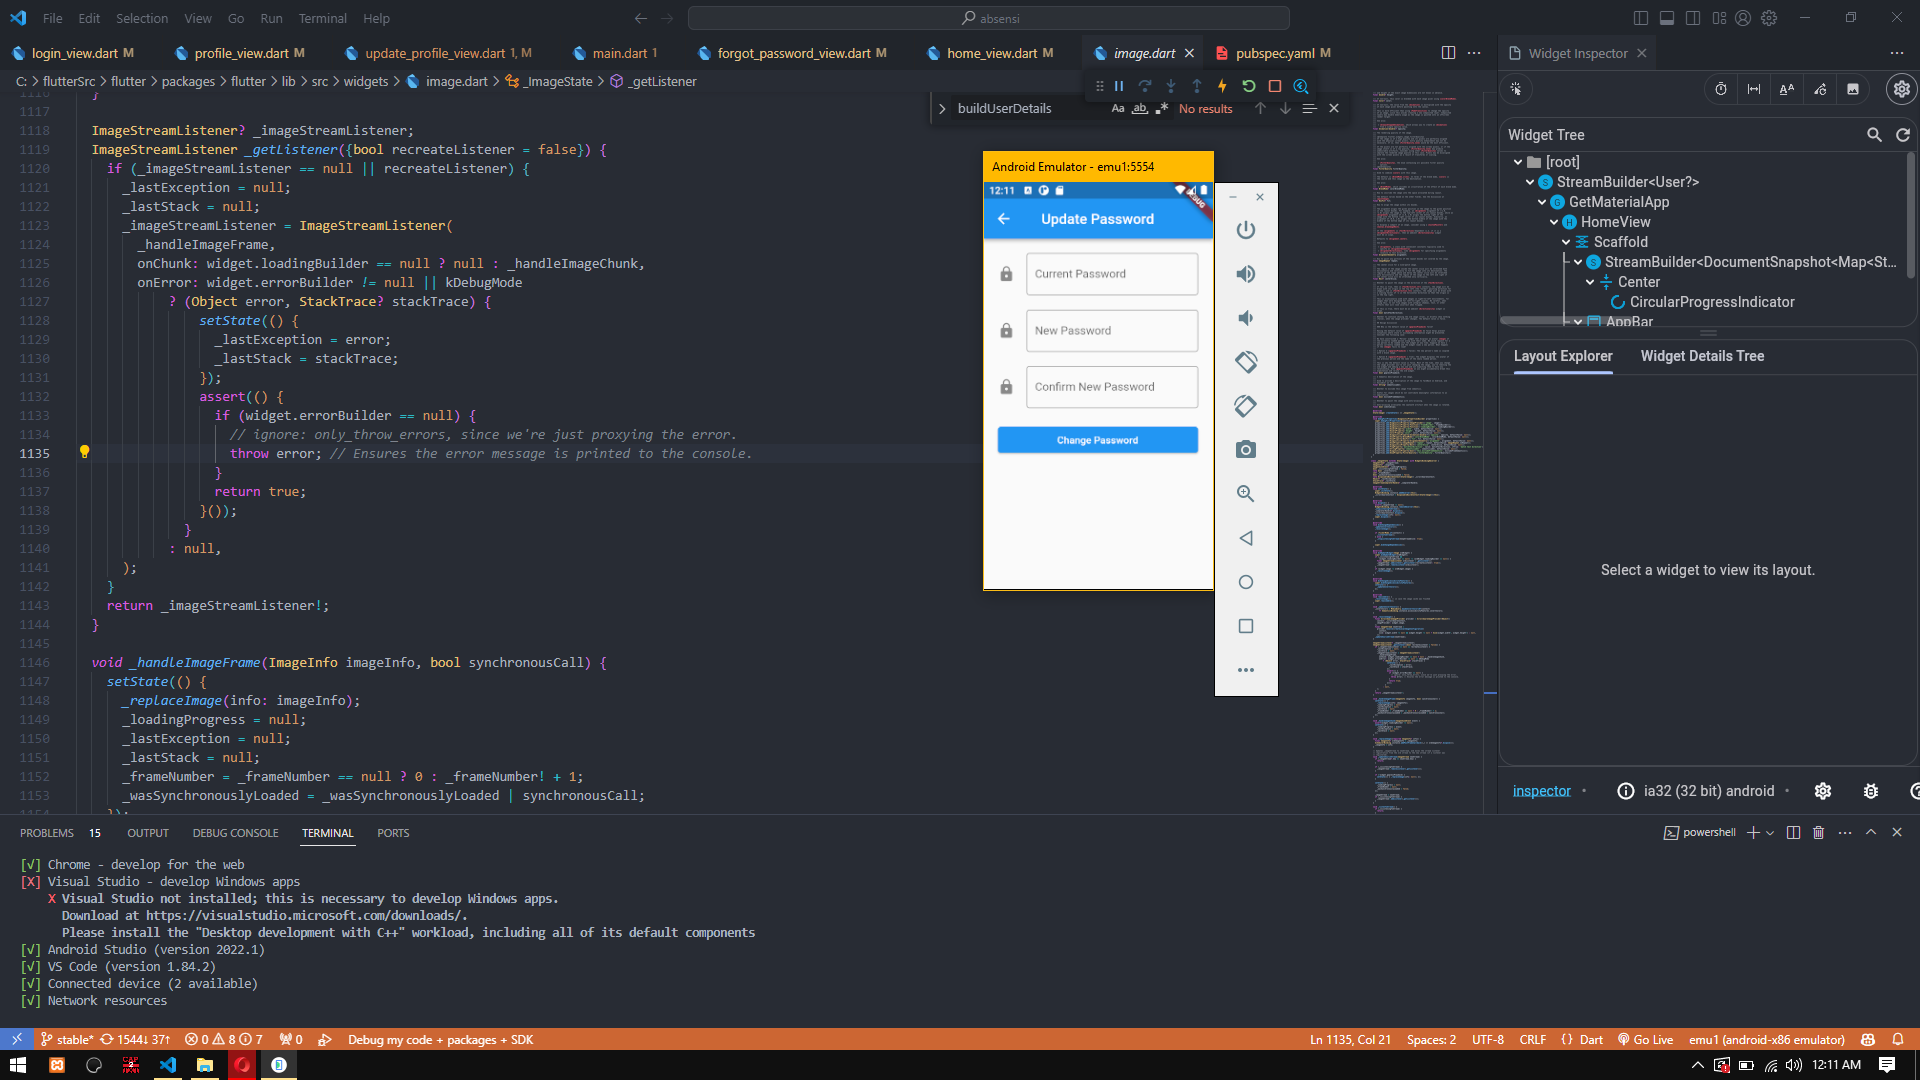 File Edit Selection View Go Run Terminal Help
absensi
login_view.dart M
profile_view.dart M
update_profile_view.dart 1, M
main.dart 1
forgot_password_view.dart M
home_view.dart M
image.dart
pubspec.yaml M
Widget Inspector
C: > flutterSrc > flutter > packages > flutter > lib > src > widgets > image.dart > _ImageState > _getListener
buildUserDetails
Aa ab .* No results
1117
1118 ImageStreamListener? _imageStreamListener;
1119 ImageStreamListener _getListener({bool recreateListener = false}) {
1120 if (_imageStreamListener == null || recreateListener) {
1121 _lastException = null;
1122 _lastStack = null;
1123 _imageStreamListener = ImageStreamListener(
1124 _handleImageFrame,
1125 onChunk: widget.loadingBuilder == null ? null : _handleImageChunk,
1126 onError: widget.errorBuilder != null || kDebugMode
1127 ? (Object error, StackTrace? stackTrace) {
1128 setState(() {
1129 _lastException = error;
1130 _lastStack = stackTrace;
1131 });
1132 assert(() {
1133 if (widget.errorBuilder == null) {
1134 // ignore: only_throw_errors, since we're just proxying the error.
1135 throw error; // Ensures the error message is printed to the console.
1136 }
1137 return true;
1138 }());
1139 }
1140 : null,
1141 );
1142 }
1143 return _imageStreamListener!;
1144 }
1145
1146 void _handleImageFrame(ImageInfo imageInfo, bool synchronousCall) {
1147 setState(() {
1148 _replaceImage(info: imageInfo);
1149 _loadingProgress = null;
1150 _lastException = null;
1151 _lastStack = null;
1152 _frameNumber = _frameNumber == null ? 0 : _frameNumber! + 1;
1153 _wasSynchronouslyLoaded = _wasSynchronouslyLoaded | synchronousCall;
Android Emulator - emu1:5554
12:11
Update Password
Current Password
New Password
Confirm New Password
Change Password
Widget Tree
[root]
StreamBuilder<User?>
GetMaterialApp
HomeView
Scaffold
StreamBuilder<DocumentSnapshot<Map<St...
Center
CircularProgressIndicator
AppBar
Layout Explorer
Widget Details Tree
Select a widget to view its layout.
inspector • ia32 (32 bit) android •
PROBLEMS 15 OUTPUT DEBUG CONSOLE TERMINAL PORTS
powershell
[√] Chrome - develop for the web
[X] Visual Studio - develop Windows apps
X Visual Studio not installed; this is necessary to develop Windows apps.
Download at https://visualstudio.microsoft.com/downloads/.
Please install the "Desktop development with C++" workload, including all of its default components
[√] Android Studio (version 2022.1)
[√] VS Code (version 1.84.2)
[√] Connected device (2 available)
[√] Network resources
stable* 1544↓ 37↑ 0 8 7 0 Debug my code + packages + SDK
Ln 1135, Col 21 Spaces: 2 UTF-8 CRLF {} Dart Go Live emu1 (android-x86 emulator)
12:11 AM